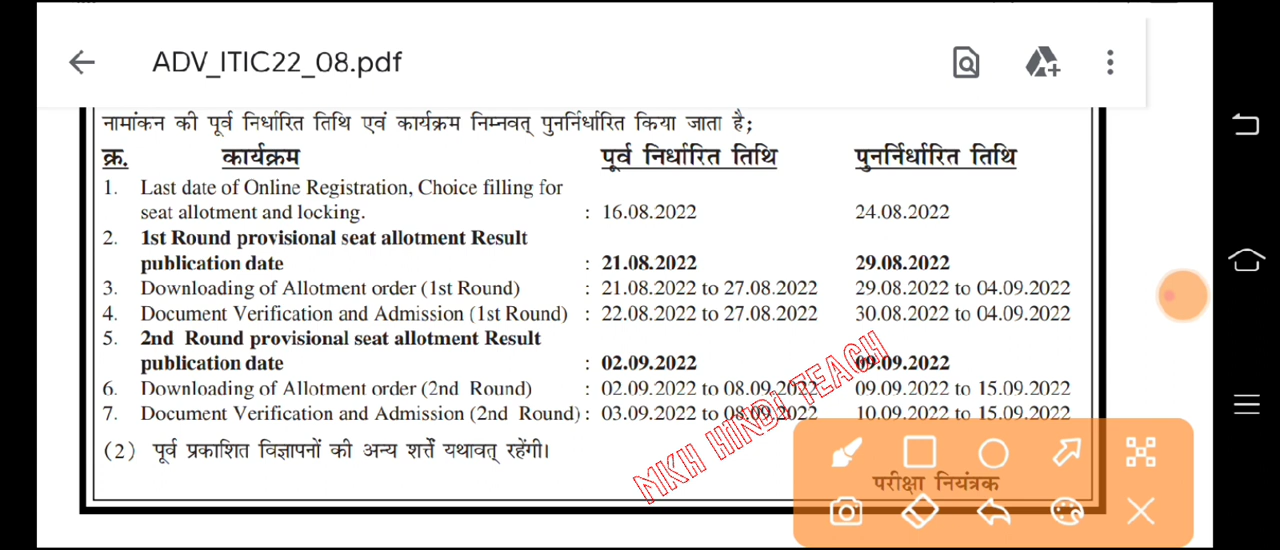 ADV_ITIC22_08.pdf
नामांकन की पूर्व निर्धारित तिथि एवं कार्यक्रम निम्नवत् पुनर्निर्धारित किया जाता है;
क्र. कार्यक्रम पूर्व निर्धारित तिथि पुनर्निर्धारित तिथि
1. Last date of Online Registration, Choice filling for
seat allotment and locking. : 16.08.2022 24.08.2022
2. 1st Round provisional seat allotment Result
publication date : 21.08.2022 29.08.2022
3. Downloading of Allotment order (1st Round) : 21.08.2022 to 27.08.2022 29.08.2022 to 04.09.2022
4. Document Verification and Admission (1st Round) : 22.08.2022 to 27.08.2022 30.08.2022 to 04.09.2022
5. 2nd Round provisional seat allotment Result
publication date : 02.09.2022 09.09.2022
6. Downloading of Allotment order (2nd Round) : 02.09.2022 to 08.09.2022 09.09.2022 to 15.09.2022
7. Document Verification and Admission (2nd Round) : 03.09.2022 to 08.09.2022 10.09.2022 to 15.09.2022
(2) पूर्व प्रकाशित विज्ञापनों की अन्य शर्त्तें यथावत् रहेंगी।
परीक्षा नियंत्रक
MKH HINDI TEACH